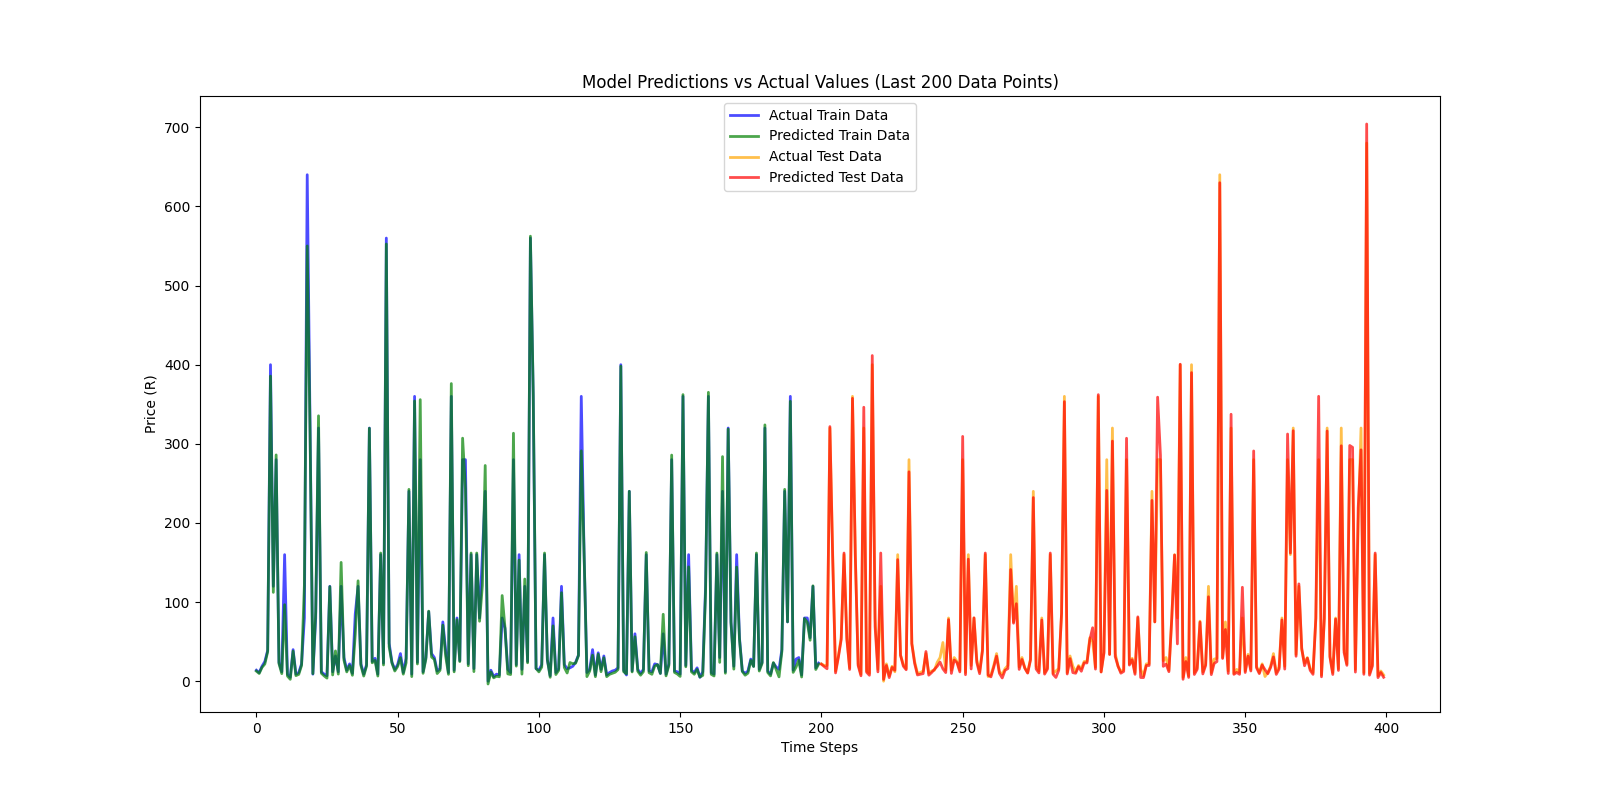 Model Predictions vs Actual Values (Last 200 Data Points)
Actual Train Data
Predicted Train Data
Actual Test Data
Predicted Test Data
700
600
500
400
300
200
100
0
Price (R)
0 50 100 150 200 250 300 350 400
Time Steps